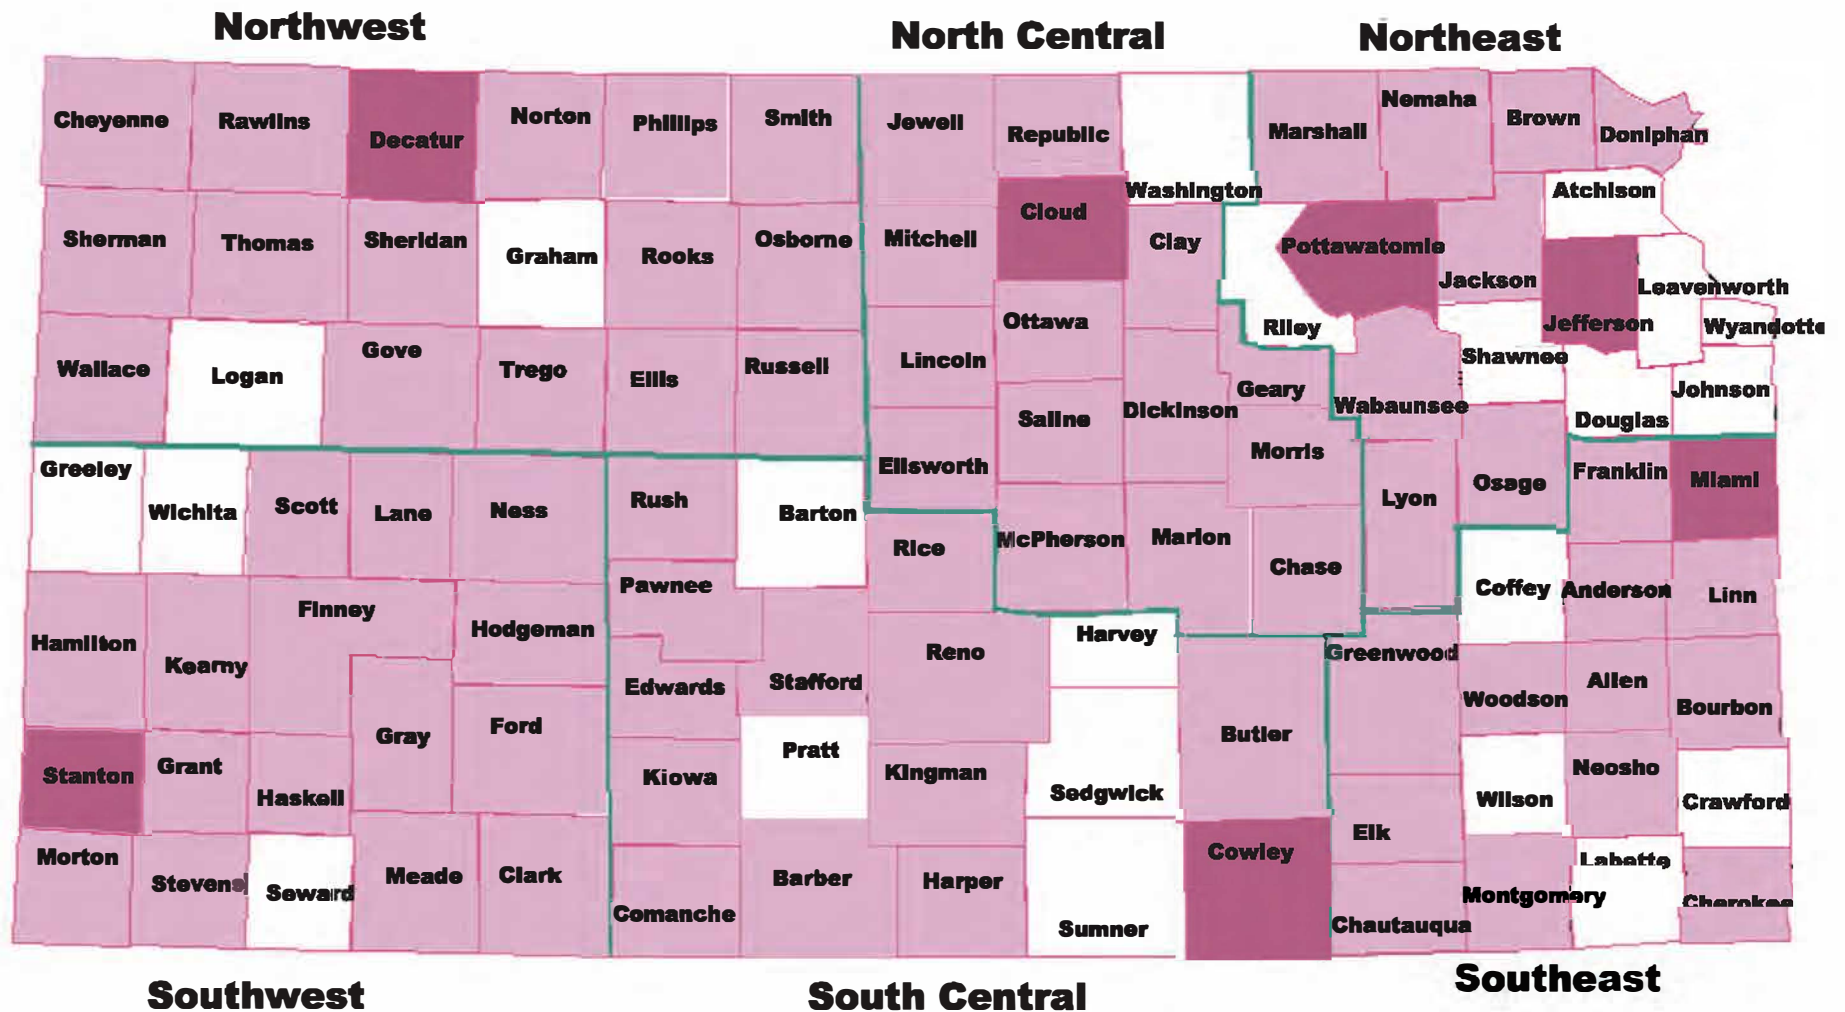 Northwest
North Central
Northeast
Cheyenne
Rawlins
Decatur
Norton
Phillips
Smith
Jewell
Republic
Washington
Marshall
Nemaha
Brown
Doniphan
Atchison
Sherman
Thomas
Sheridan
Graham
Rooks
Osborne
Mitchell
Cloud
Clay
Pottawatomie
Jackson
Jefferson
Leavenworth
Wyandotte
Riley
Shawnee
Wallace
Logan
Gove
Trego
Ellis
Russell
Lincoln
Ottawa
Saline
Dickinson
Geary
Wabaunsee
Douglas
Johnson
Greeley
Wichita
Scott
Lane
Ness
Rush
Barton
Ellsworth
Rice
McPherson
Marion
Morris
Chase
Lyon
Osage
Franklin
Miami
Coffey
Anderson
Linn
Hamilton
Kearny
Finney
Hodgeman
Pawnee
Edwards
Stafford
Reno
Harvey
Greenwood
Woodson
Allen
Bourbon
Stanton
Grant
Haskell
Gray
Ford
Kiowa
Pratt
Kingman
Sedgwick
Butler
Elk
Wilson
Neosho
Crawford
Morton
Stevens
Seward
Meade
Clark
Comanche
Barber
Harper
Sumner
Cowley
Chautauqua
Montgomery
Labette
Cherokee
Southwest
South Central
Southeast